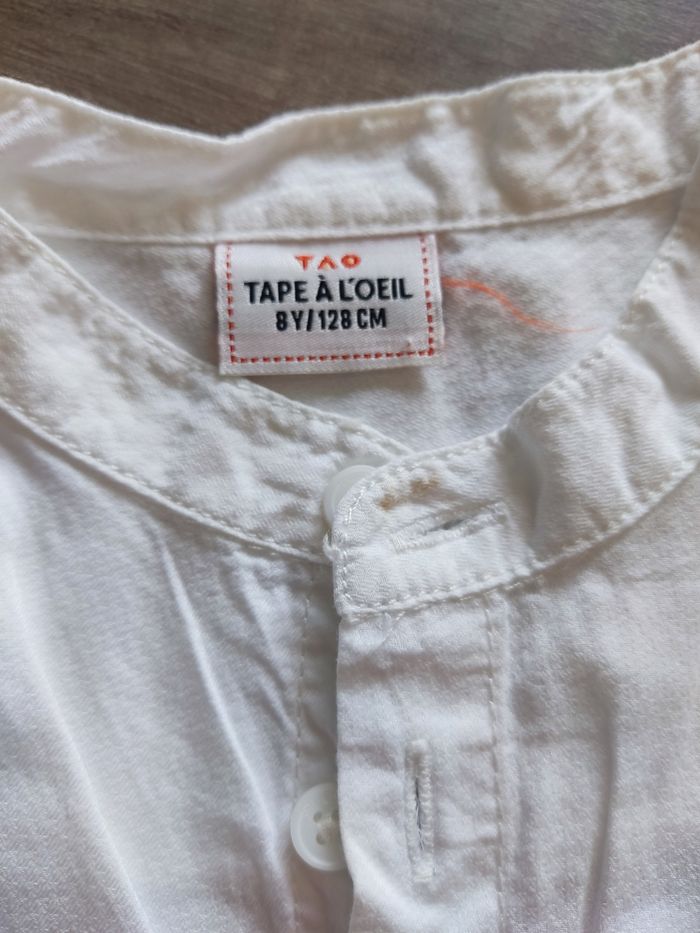 TAO
TAPE À L'OEIL
8Y/128 CM